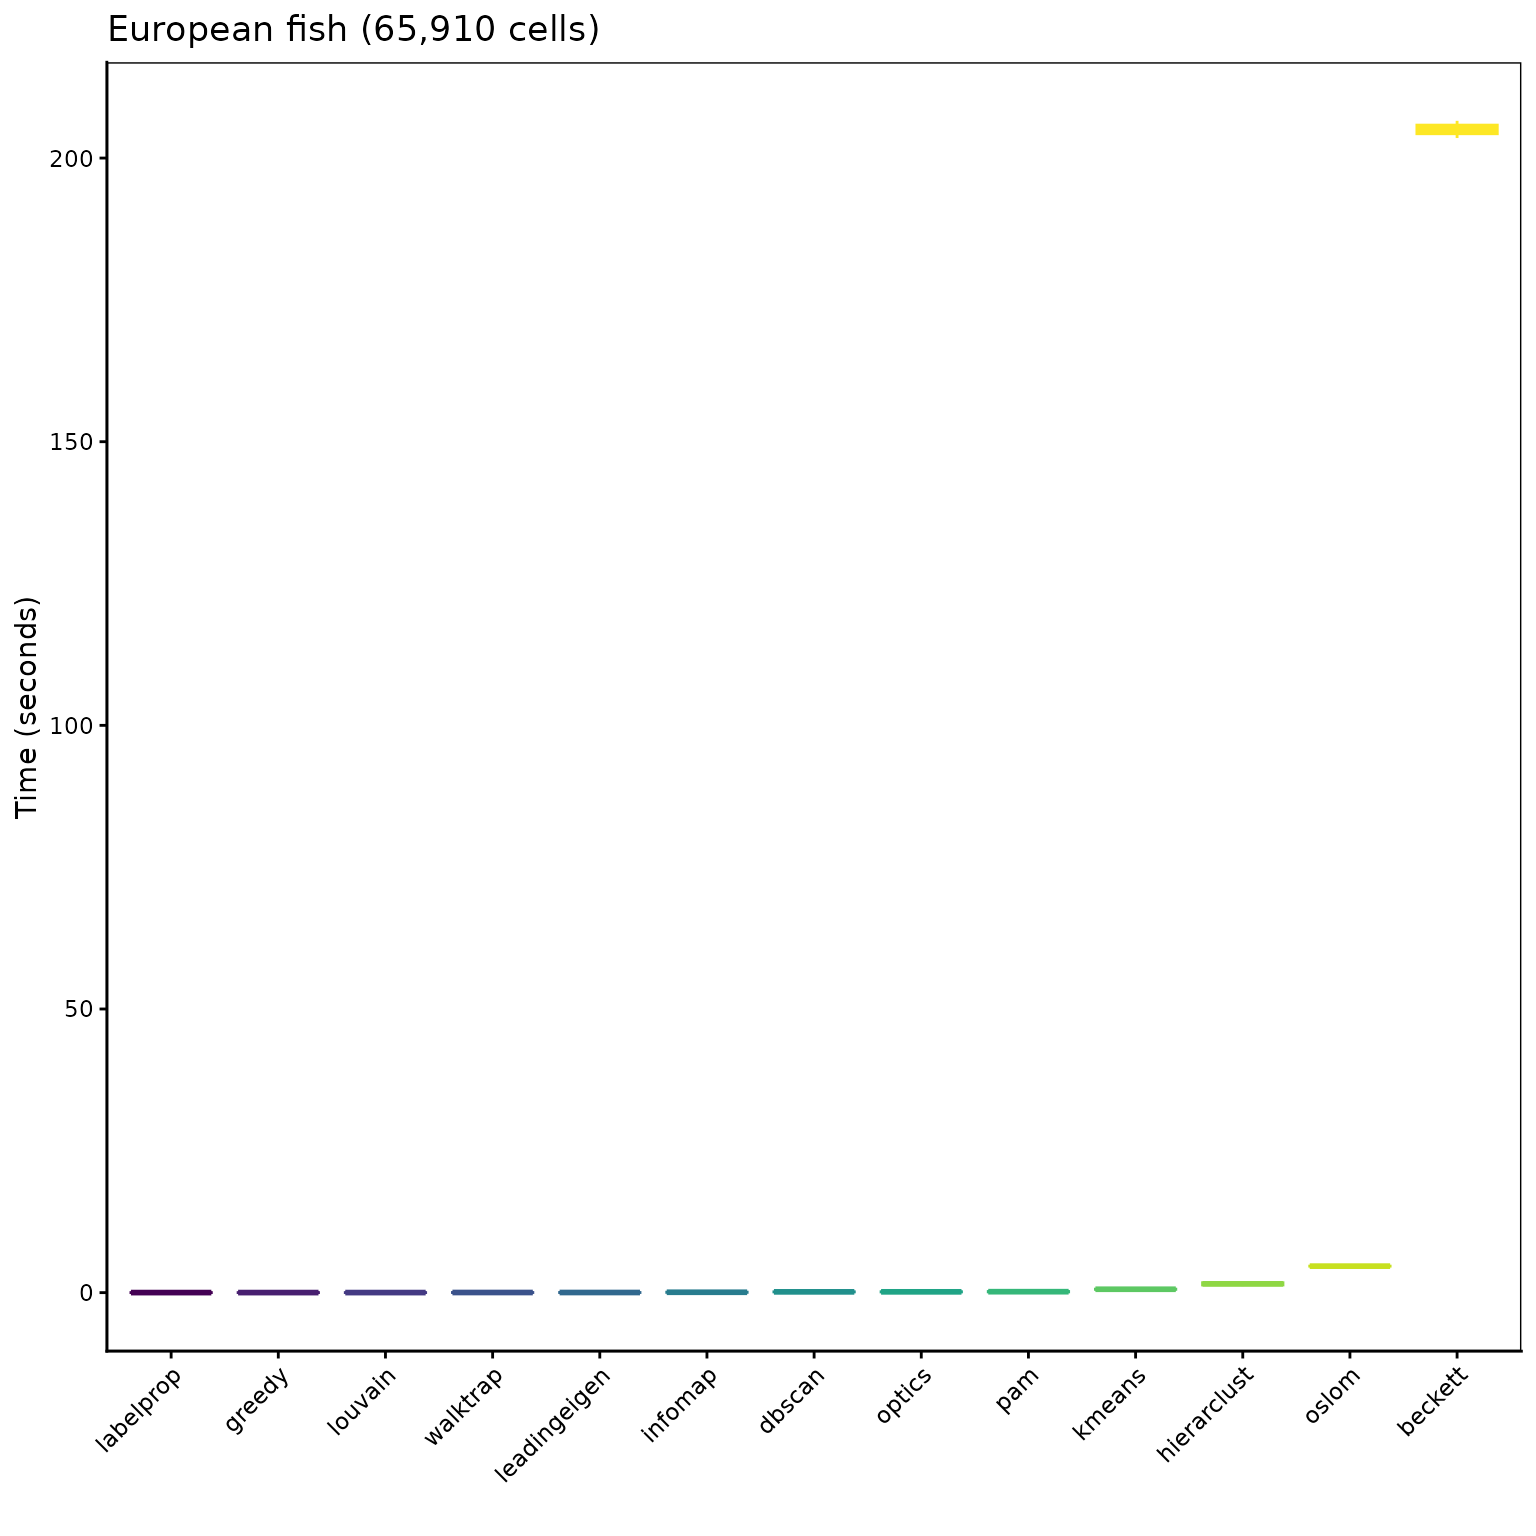 European fish (65,910 cells)
Time (seconds)
200
150
100
50
0
labelprop
greedy
louvain
walktrap
leadingeigen
infomap
dbscan
optics
pam
kmeans
hierarclust
oslom
beckett